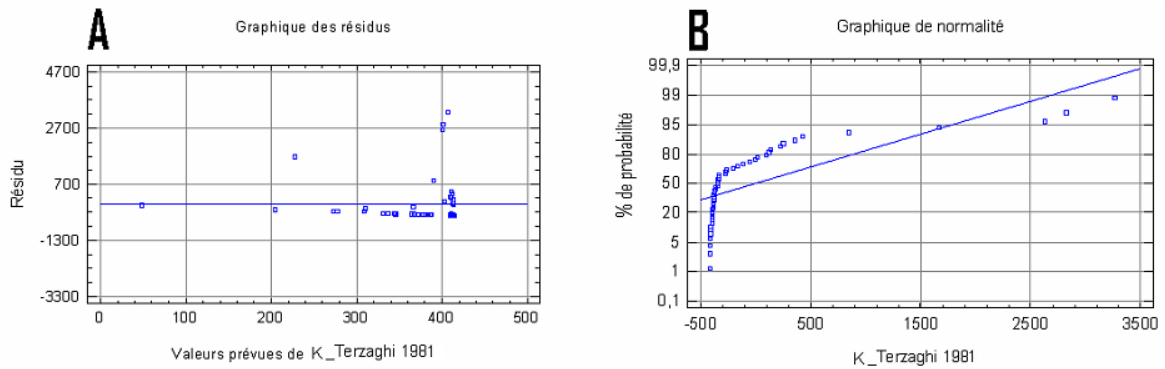 A
Graphique des résidus
Résidu
4700
2700
700
-1300
-3300
0 100 200 300 400 500
Valeurs prévues de K_Terzaghi 1981
B
Graphique de normalité
% de probabilité
99,9
99
95
80
50
20
5
1
0,1
-500 500 1500 2500 3500
K_Terzaghi 1981